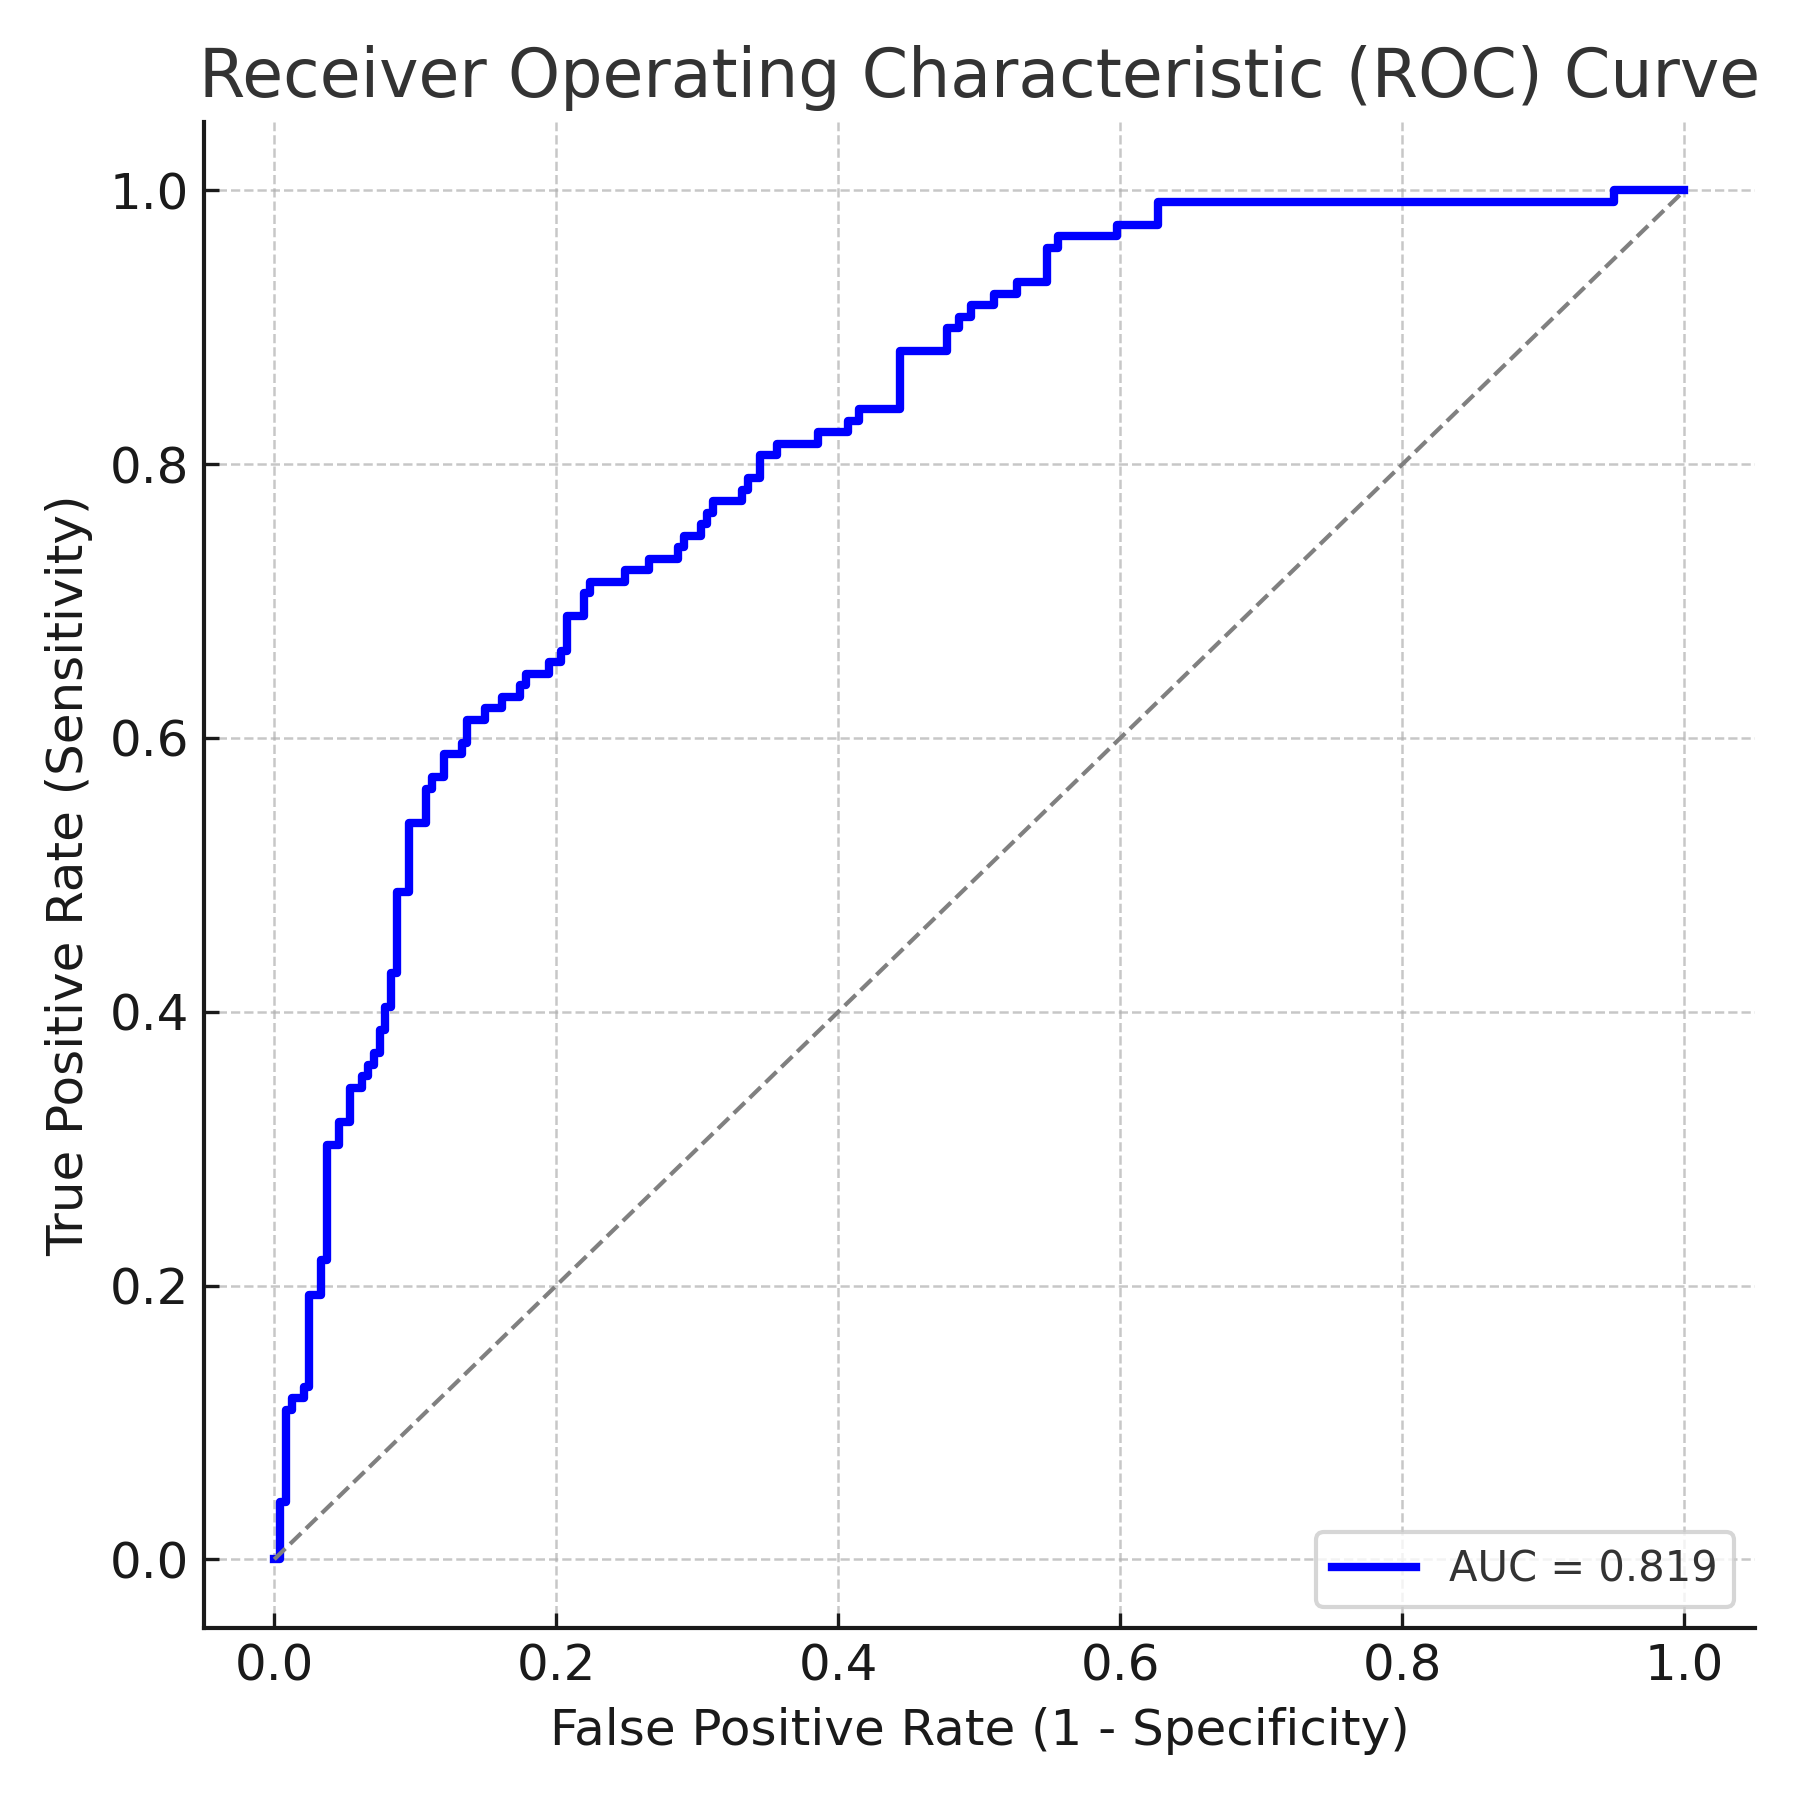 Receiver Operating Characteristic (ROC) Curve
True Positive Rate (Sensitivity)
1.0
0.8
0.6
0.4
0.2
0.0
AUC = 0.819
0.0 0.2 0.4 0.6 0.8 1.0
False Positive Rate (1 - Specificity)